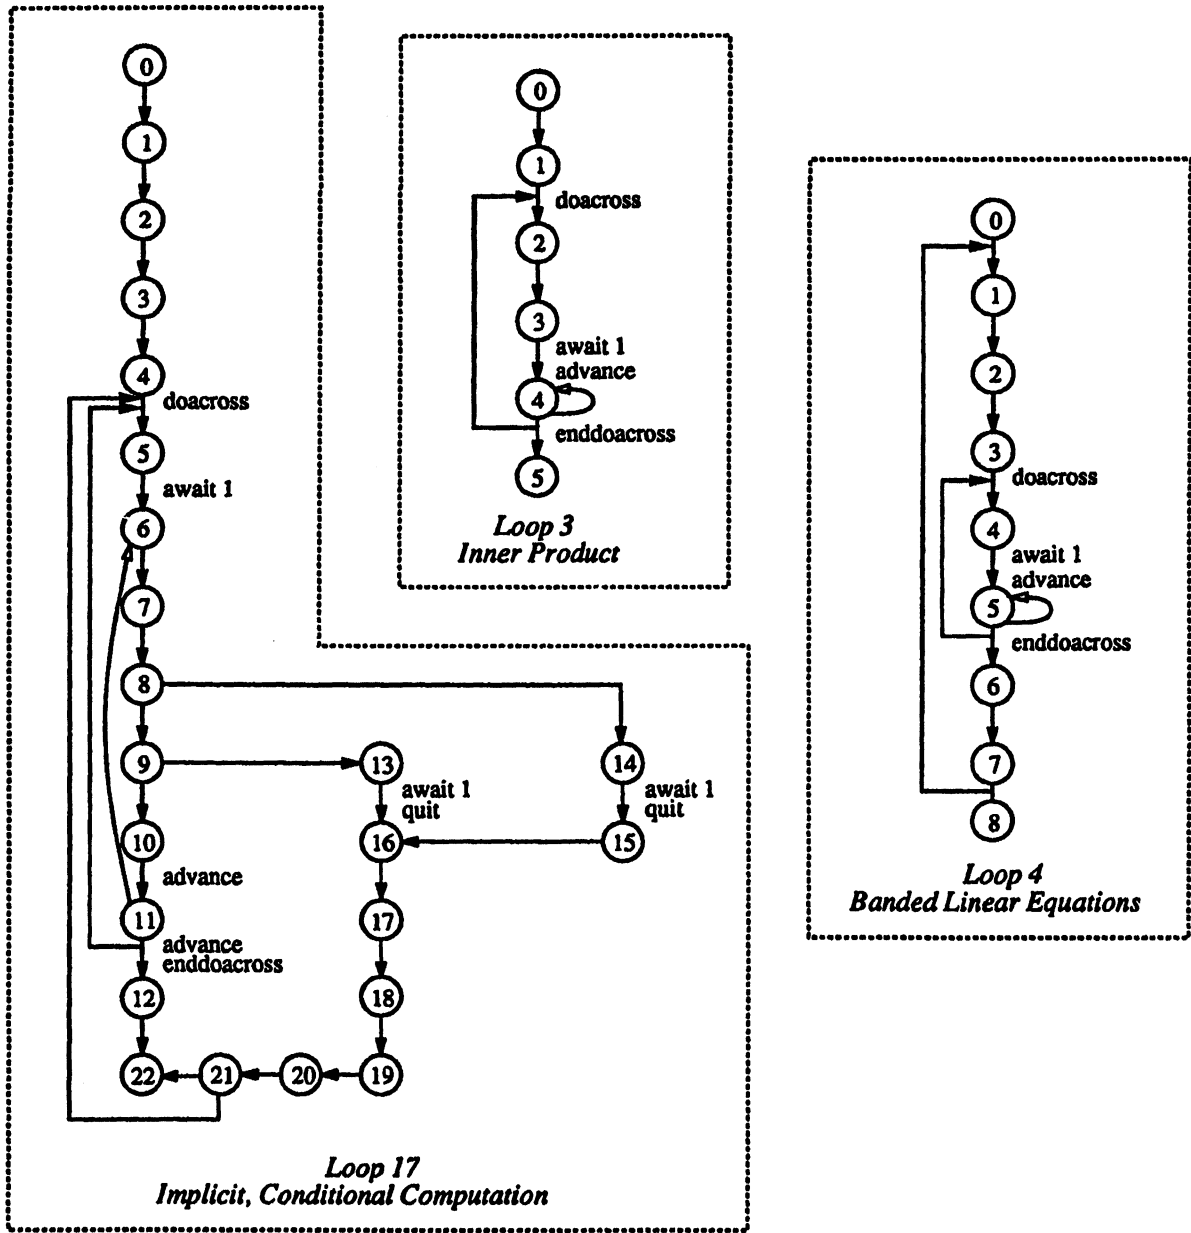 0
1
2
3
4
doacross
5
await 1
6
7
8
9
13
14
await 1
quit
await 1
quit
10
16
15
advance
11
17
advance
enddoacross
12
18
22
21
20
19
Loop 17
Implicit, Conditional Computation
0
1
doacross
2
3
await 1
advance
4
enddoacross
5
Loop 3
Inner Product
0
1
2
3
doacross
4
await 1
advance
5
enddoacross
6
7
8
Loop 4
Banded Linear Equations